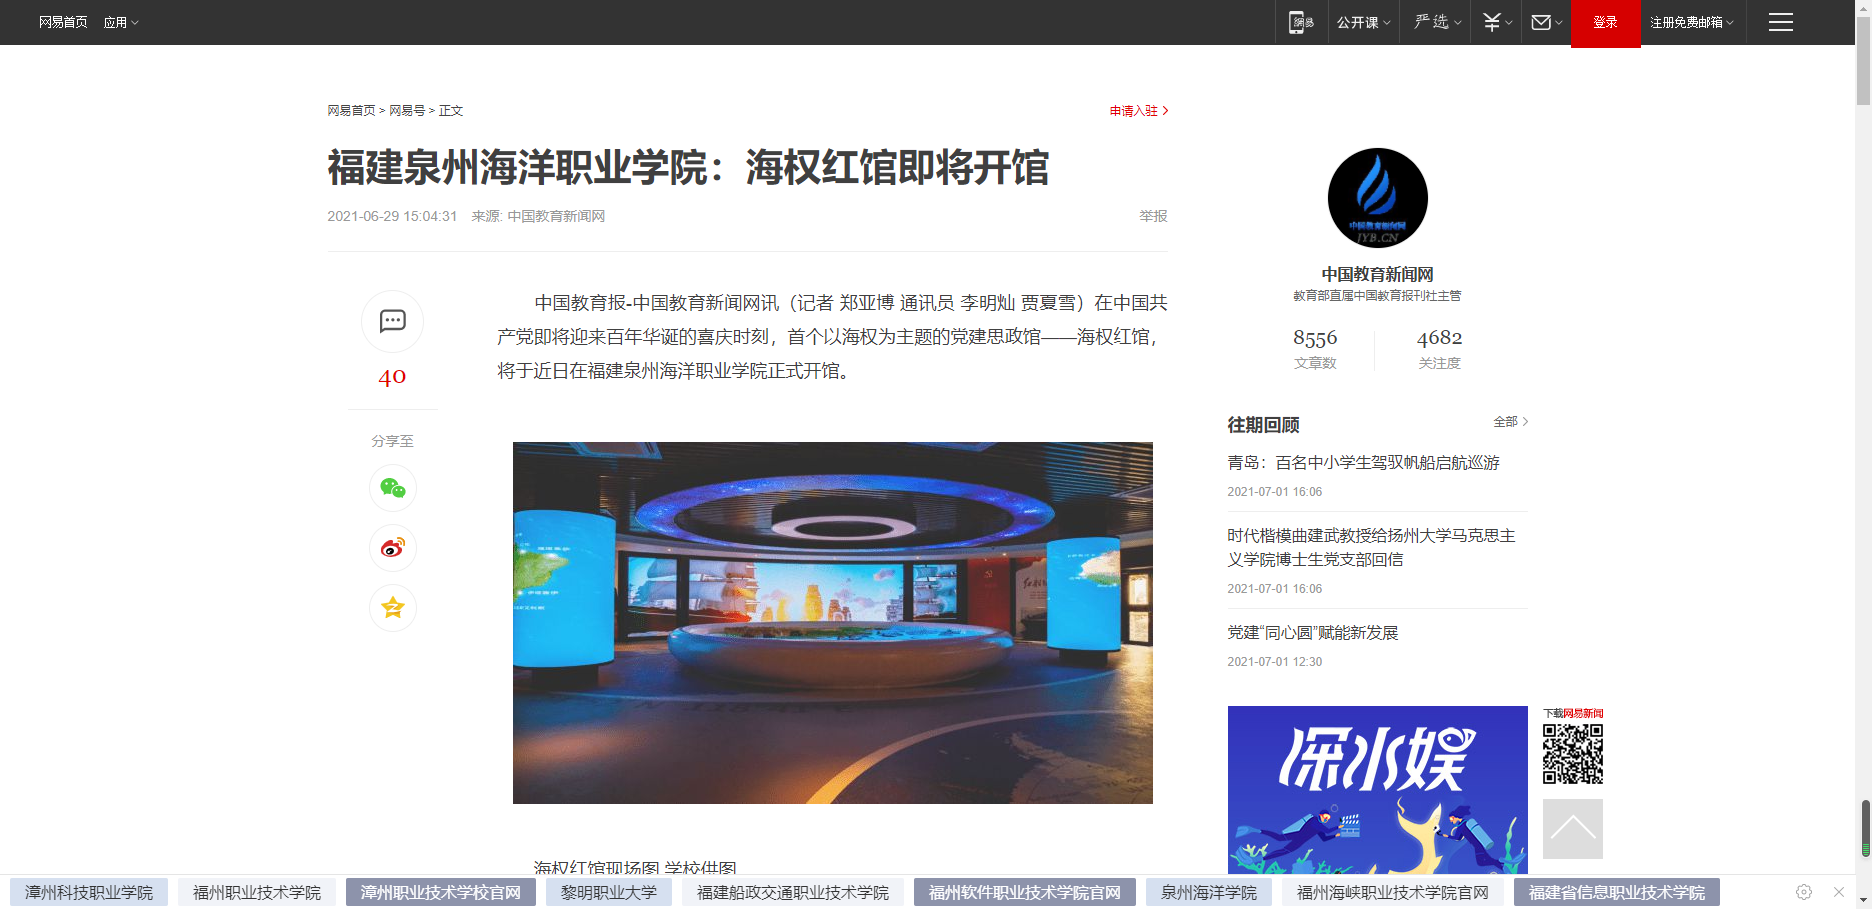 网易首页 应用
公开课 严选 登录 注册免费邮箱
网易首页 > 网易号 > 正文
申请入驻
福建泉州海洋职业学院：海权红馆即将开馆
2021-06-29 15:04:31 来源: 中国教育新闻网
举报
中国教育报-中国教育新闻网讯（记者 郑亚博 通讯员 李明灿 贾夏雪）在中国共
产党即将迎来百年华诞的喜庆时刻，首个以海权为主题的党建思政馆——海权红馆，
将于近日在福建泉州海洋职业学院正式开馆。
40
分享至
海权红馆现场图 学校供图
中国教育新闻网
JYB.CN
中国教育新闻网
教育部直属中国教育报刊社主管
8556 4682
文章数 关注度
往期回顾 全部
青岛：百名中小学生驾驭帆船启航巡游
2021-07-01 16:06
时代楷模曲建武教授给扬州大学马克思主
义学院博士生党支部回信
2021-07-01 16:06
党建“同心圆”赋能新发展
2021-07-01 12:30
深水娱
下载网易新闻
漳州科技职业学院 福州职业技术学院 漳州职业技术学校官网 黎明职业大学 福建船政交通职业技术学院 福州软件职业技术学院官网 泉州海洋学院 福州海峡职业技术学院官网 福建省信息职业技术学院